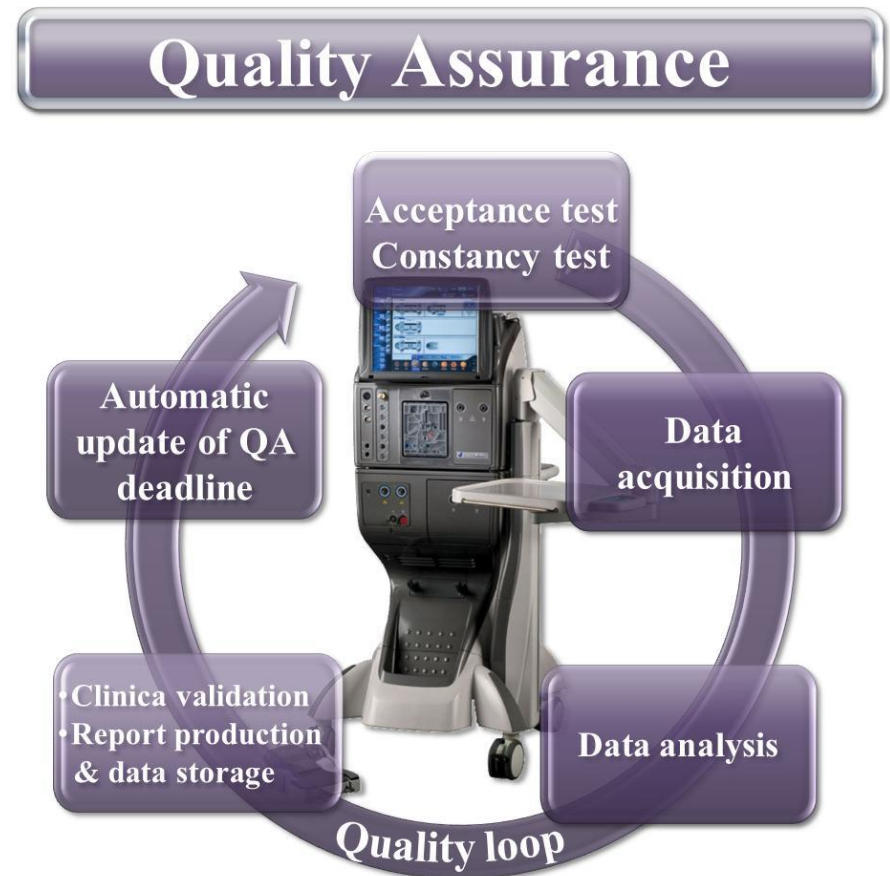 Quality Assurance
Acceptance test
Constancy test
Data
acquisition
Data analysis
Quality loop
•Clinica validation
•Report production
& data storage
Automatic
update of QA
deadline